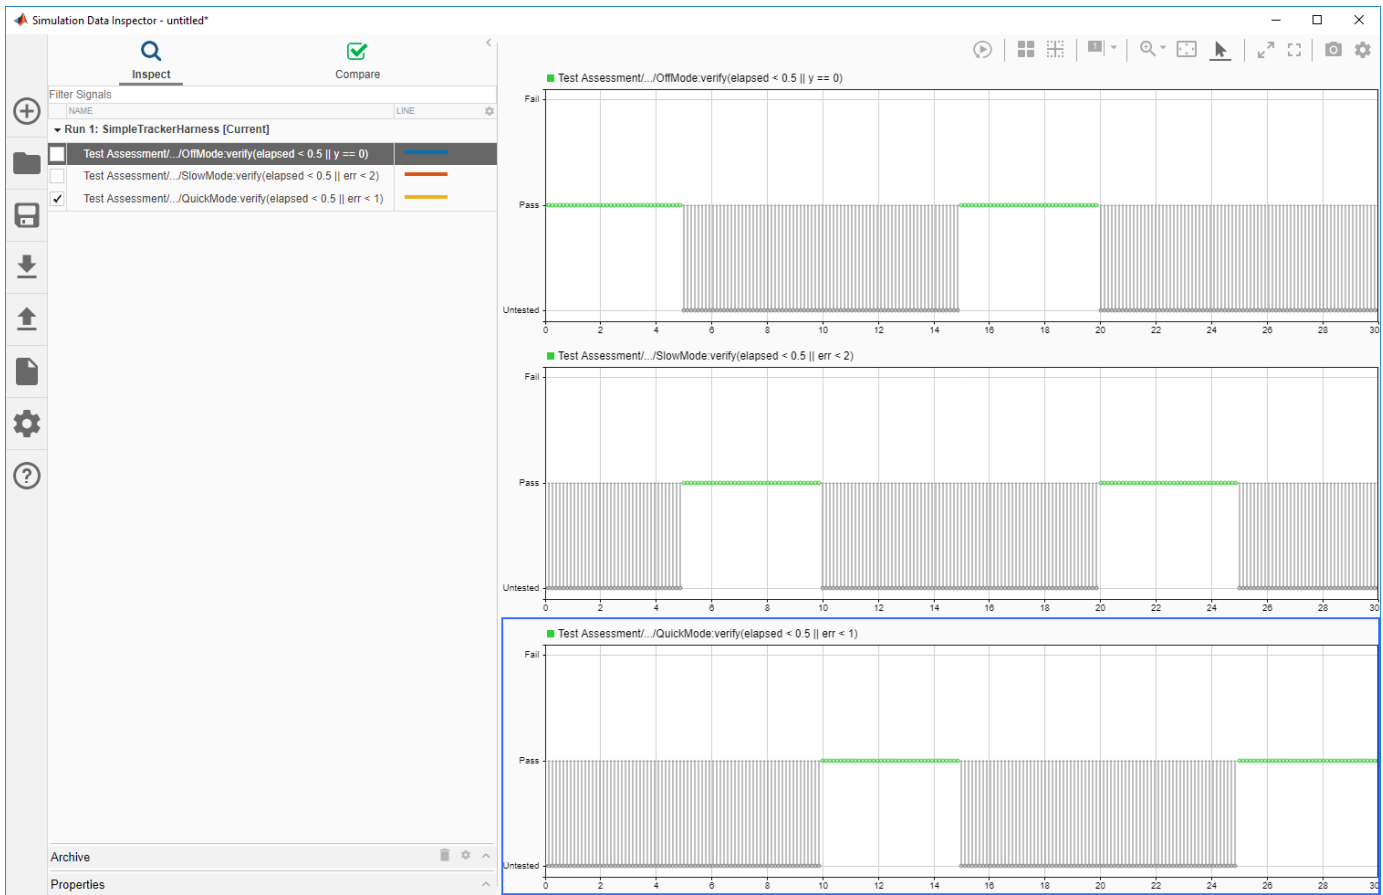 Simulation Data Inspector - untitled*
Inspect
Compare
Filter Signals
NAME
LINE
Run 1: SimpleTrackerHarness [Current]
Test Assessment/.../OffMode:verify(elapsed < 0.5 || y == 0)
Test Assessment/.../SlowMode:verify(elapsed < 0.5 || err < 2)
Test Assessment/.../QuickMode:verify(elapsed < 0.5 || err < 1)
Archive
Properties
1
Test Assessment/.../OffMode:verify(elapsed < 0.5 || y == 0)
Fail
Pass
Untested
0 2 4 6 8 10 12 14 16 18 20 22 24 26 28 30
Test Assessment/.../SlowMode:verify(elapsed < 0.5 || err < 2)
Fail
Pass
Untested
0 2 4 6 8 10 12 14 16 18 20 22 24 26 28 30
Test Assessment/.../QuickMode:verify(elapsed < 0.5 || err < 1)
Fail
Pass
Untested
0 2 4 6 8 10 12 14 16 18 20 22 24 26 28 30